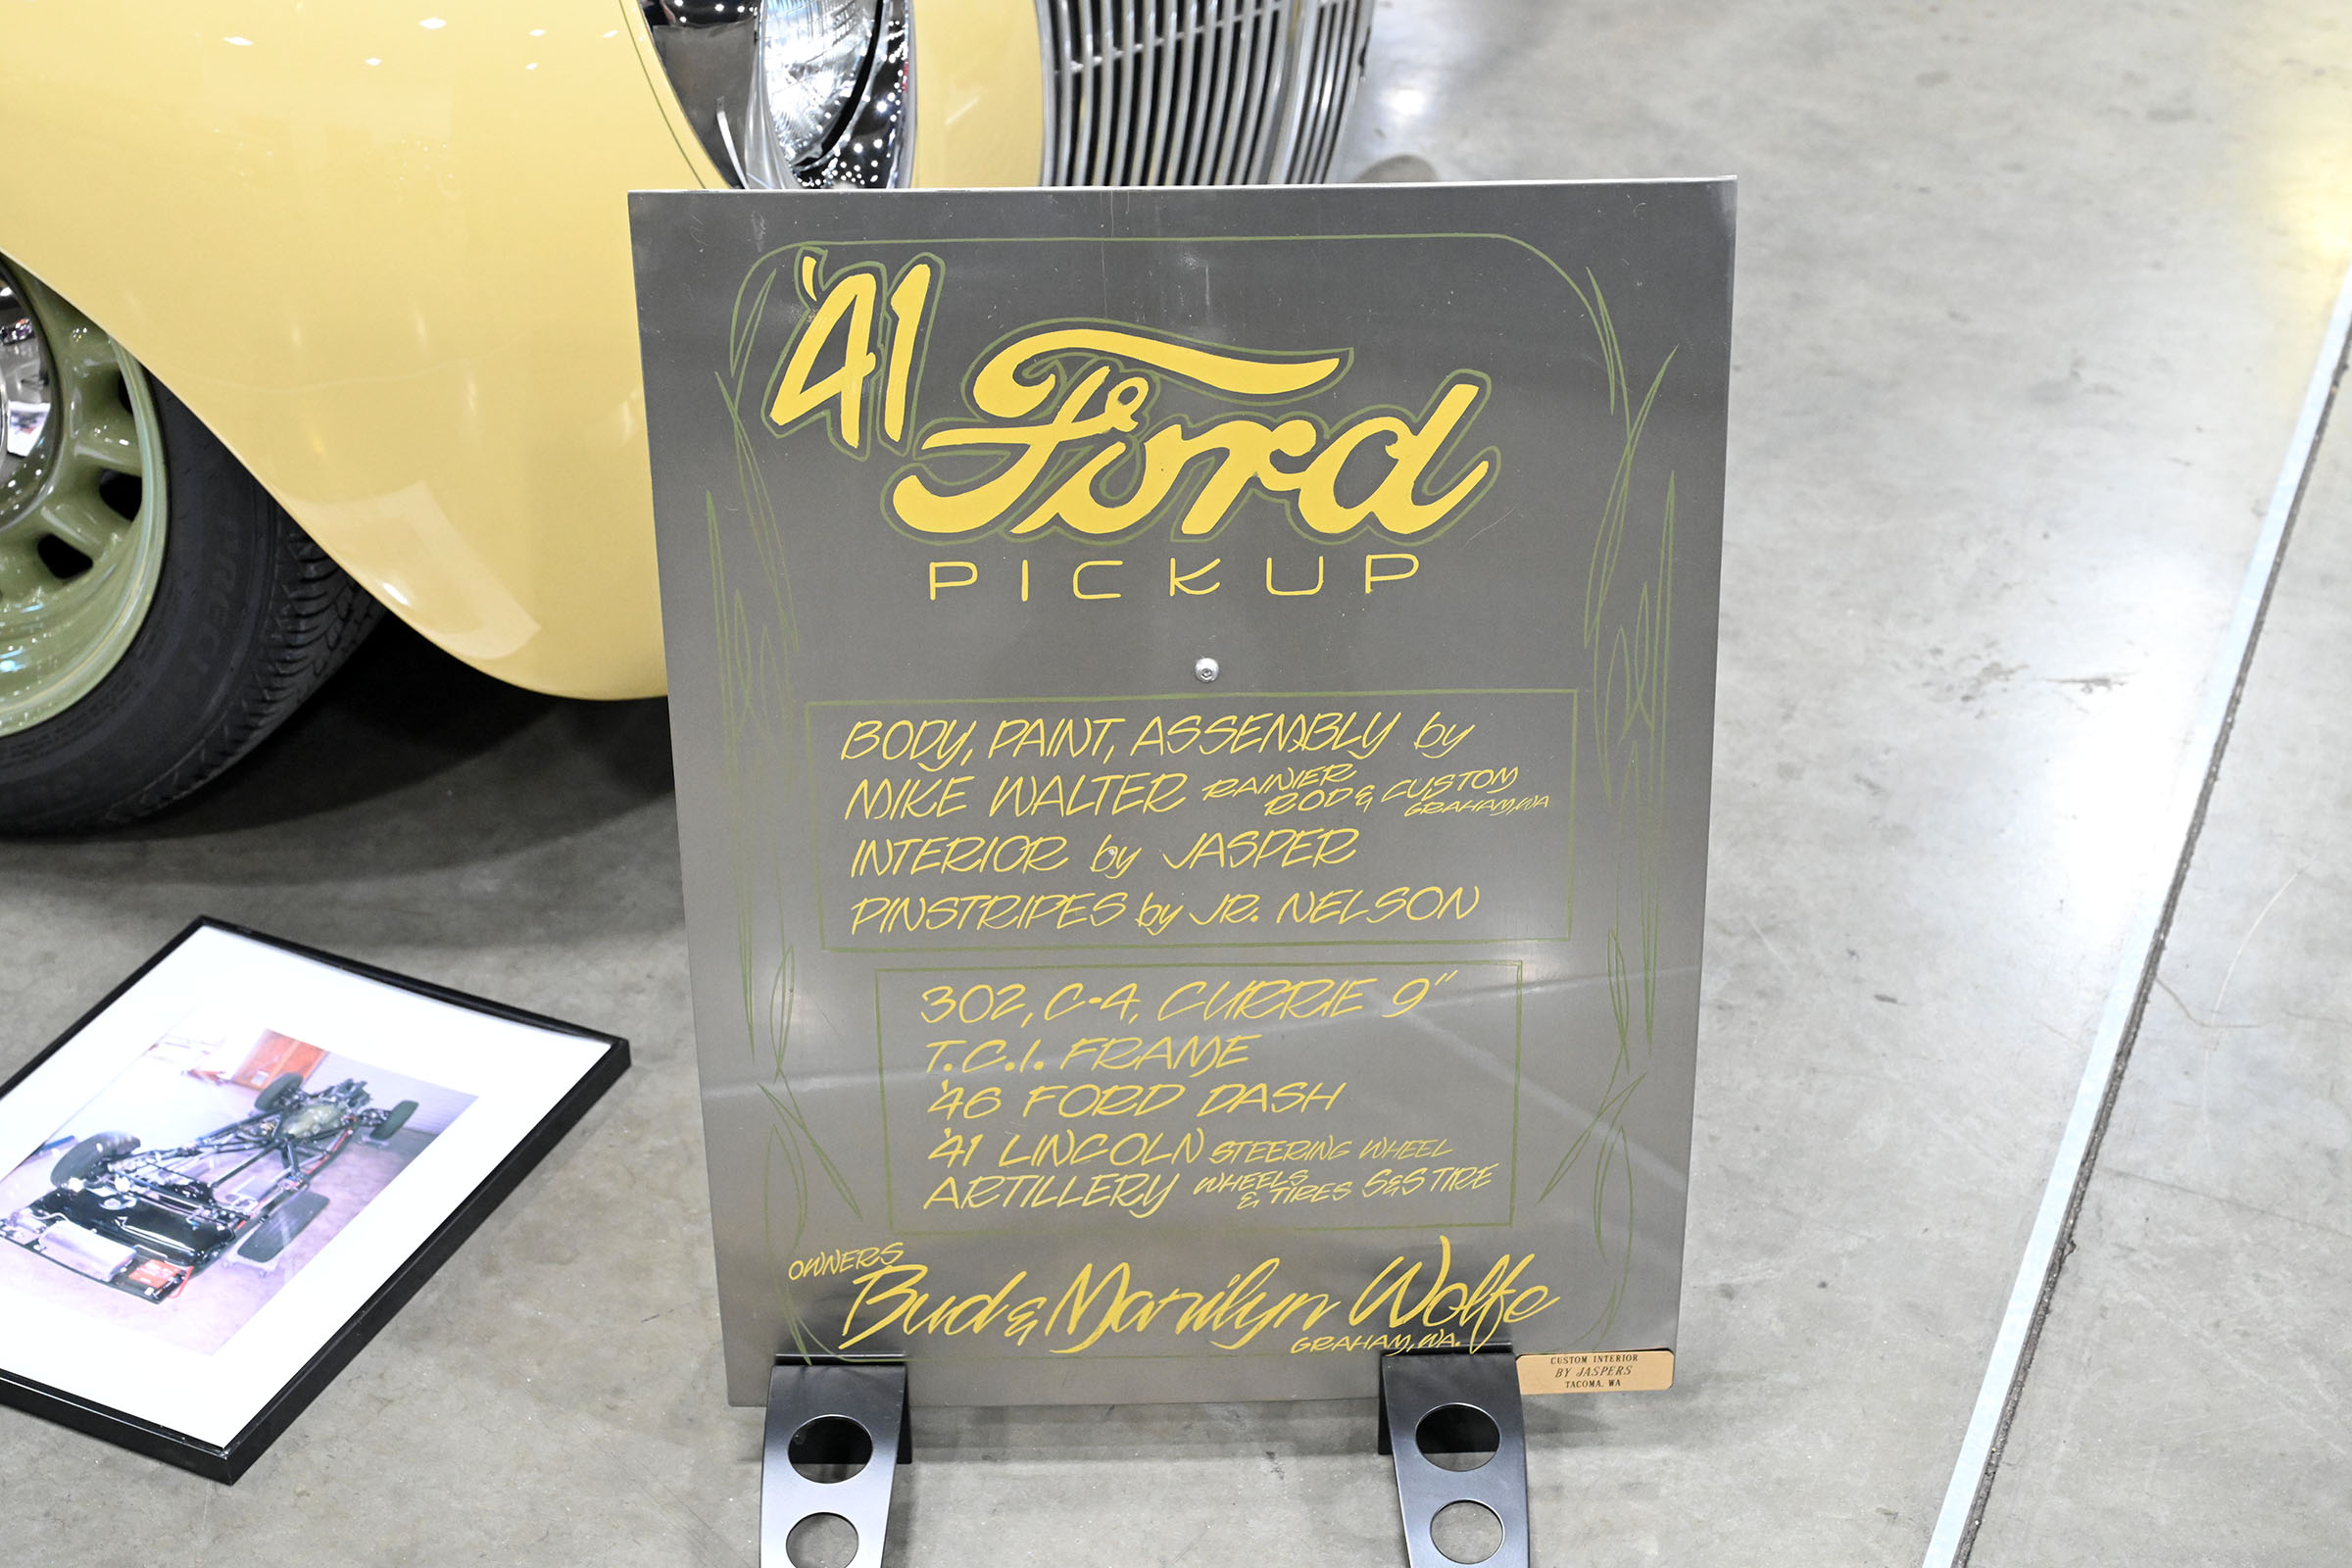 '41
Ford
PICKUP
BODY, PAINT, ASSEMBLY by
MIKE WALTER RAINIER ROD & CUSTOM GRAHAM, WA
INTERIOR by JASPER
PINSTRIPES by JR. NELSON
302, C-4, CURRIE 9"
T.C.I. FRAME
'46 FORD DASH
'41 LINCOLN STEERING WHEEL
ARTILLERY WHEELS & TIRES S&S TIRE
OWNERS
Bud & Marilyn Wolfe
GRAHAM, WA.
CUSTOM INTERIOR
BY JASPERS
TACOMA, WA